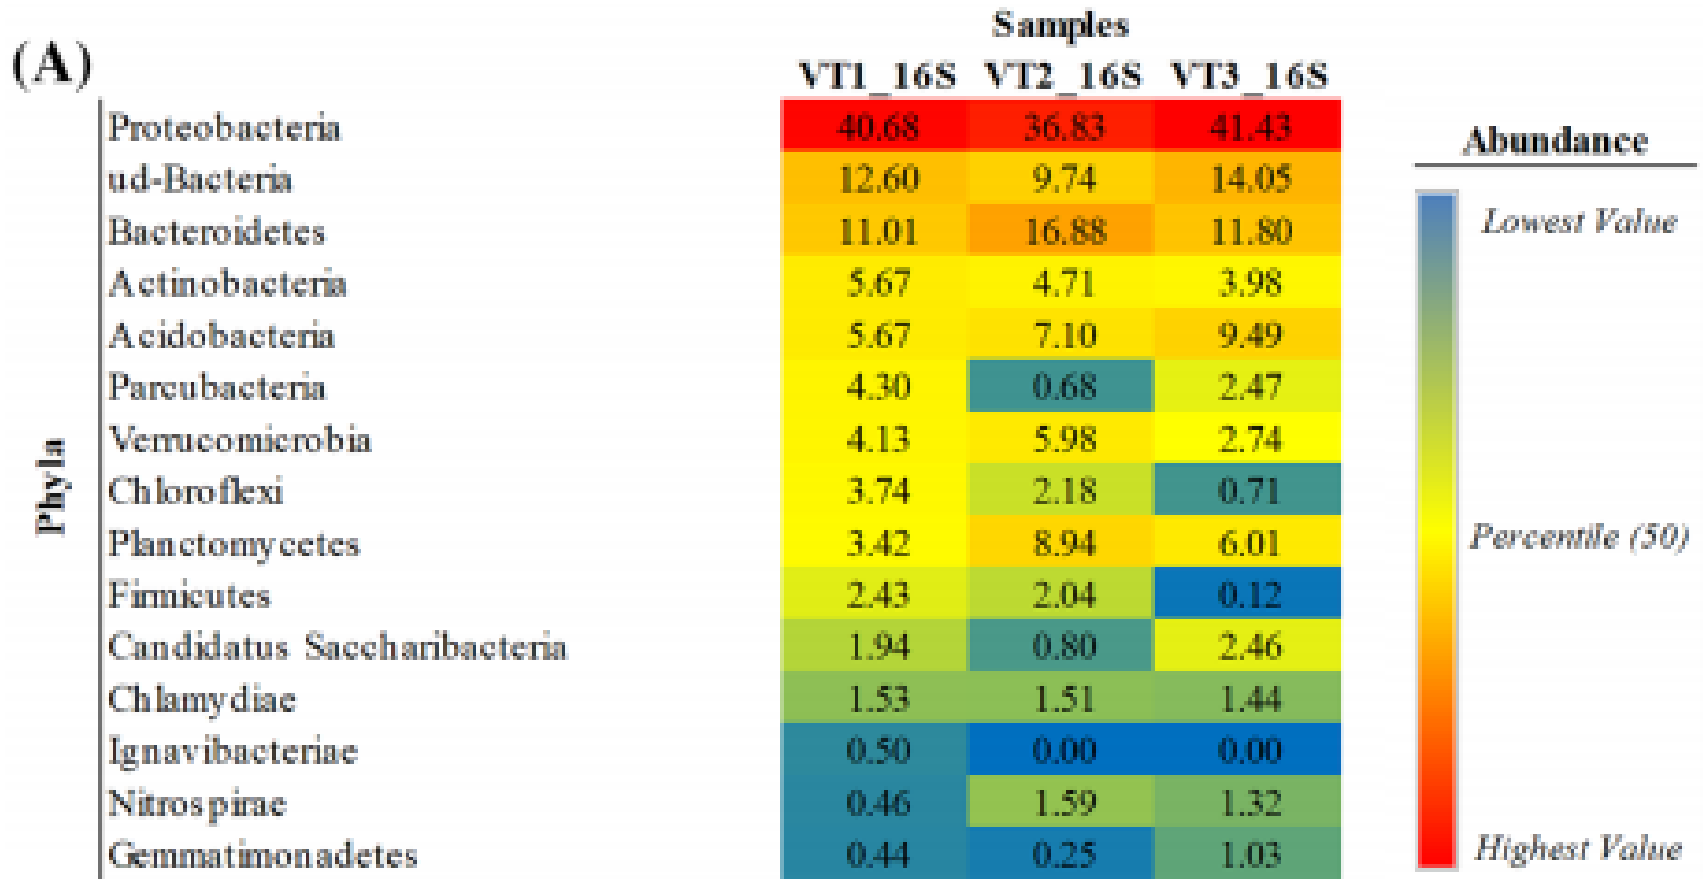 Samples
(A)
VT1_16S VT2_16S VT3_16S
Proteobacteria 40.68 36.83 41.43
ud-Bacteria 12.60 9.74 14.05
Bacteroidetes 11.01 16.88 11.80
Actinobacteria 5.67 4.71 3.98
Acidobacteria 5.67 7.10 9.49
Parcubacteria 4.30 0.68 2.47
Verrucomicrobia 4.13 5.98 2.74
Chloroflexi 3.74 2.18 0.71
Planctomycetes 3.42 8.94 6.01
Firmicutes 2.43 2.04 0.12
Candidatus Saccharibacteria 1.94 0.80 2.46
Chlamydiae 1.53 1.51 1.44
Ignavibacteriae 0.50 0.00 0.00
Nitrospirae 0.46 1.59 1.32
Gemmatimonadetes 0.44 0.25 1.03
Phyla
Abundance
Lowest Value
Percentile (50)
Highest Value